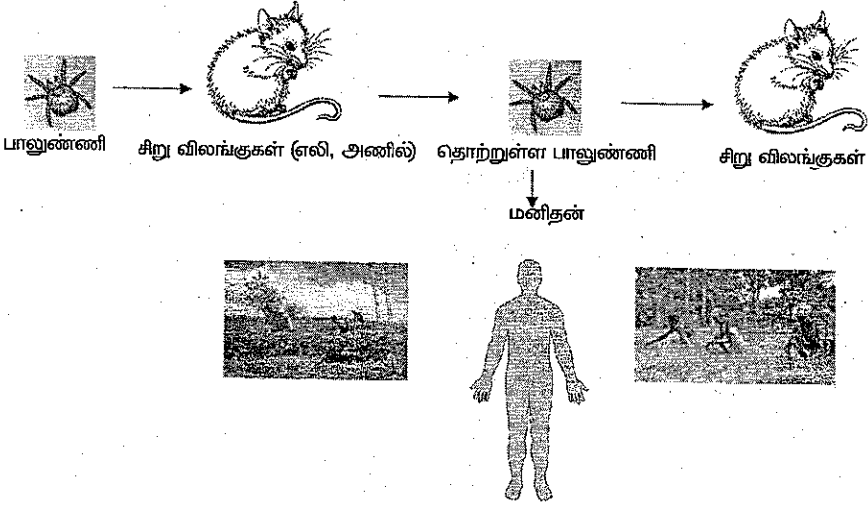 பாலுண்ணி
சிறு விலங்குகள் (எலி, அணில்)
தொற்றுள்ள பாலுண்ணி
சிறு விலங்குகள்
மனிதன்